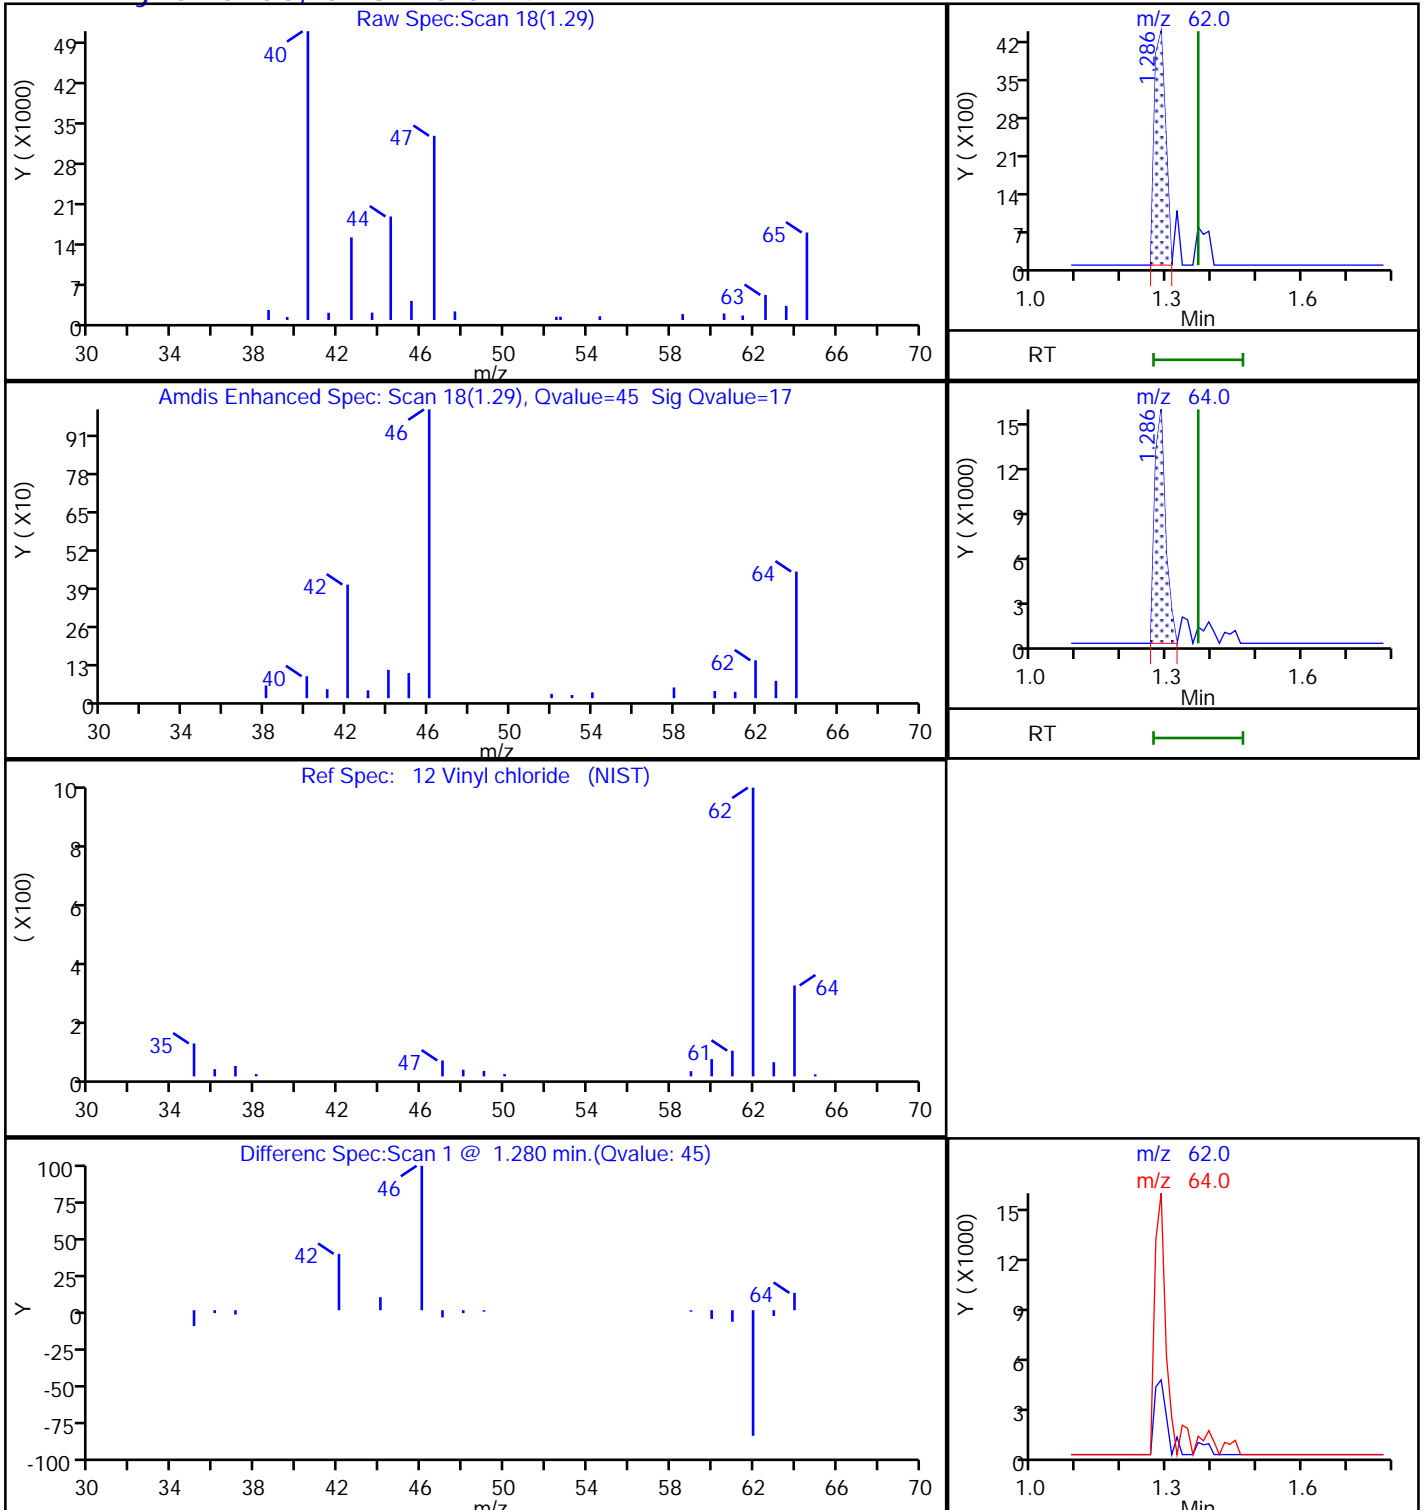 Raw Spec:Scan 18(1.29)
Y ( X1000)
49
42
35
28
21
14
7
0
40
47
44
65
63
30 34 38 42 46 50 54 58 62 66 70
m/z
m/z 62.0
Y ( X100)
42
35
28
21
14
7
0
1.286
1.0 1.3 1.6
Min
RT
Amdis Enhanced Spec: Scan 18(1.29), Qvalue=45 Sig Qvalue=17
Y ( X10)
91
78
65
52
39
26
13
0
46
42
64
62
40
30 34 38 42 46 50 54 58 62 66 70
m/z
m/z 64.0
Y ( X1000)
15
12
9
6
3
0
1.286
1.0 1.3 1.6
Min
RT
Ref Spec: 12 Vinyl chloride (NIST)
( X100)
10
8
6
4
2
0
62
64
35
47
61
30 34 38 42 46 50 54 58 62 66 70
Differenc Spec:Scan 1 @ 1.280 min.(Qvalue: 45)
Y
100
75
50
25
0
-25
-50
-75
-100
46
42
64
30 34 38 42 46 50 54 58 62 66 70
m/z
m/z 62.0
m/z 64.0
Y ( X1000)
15
12
9
6
3
0
1.0 1.3 1.6
Min